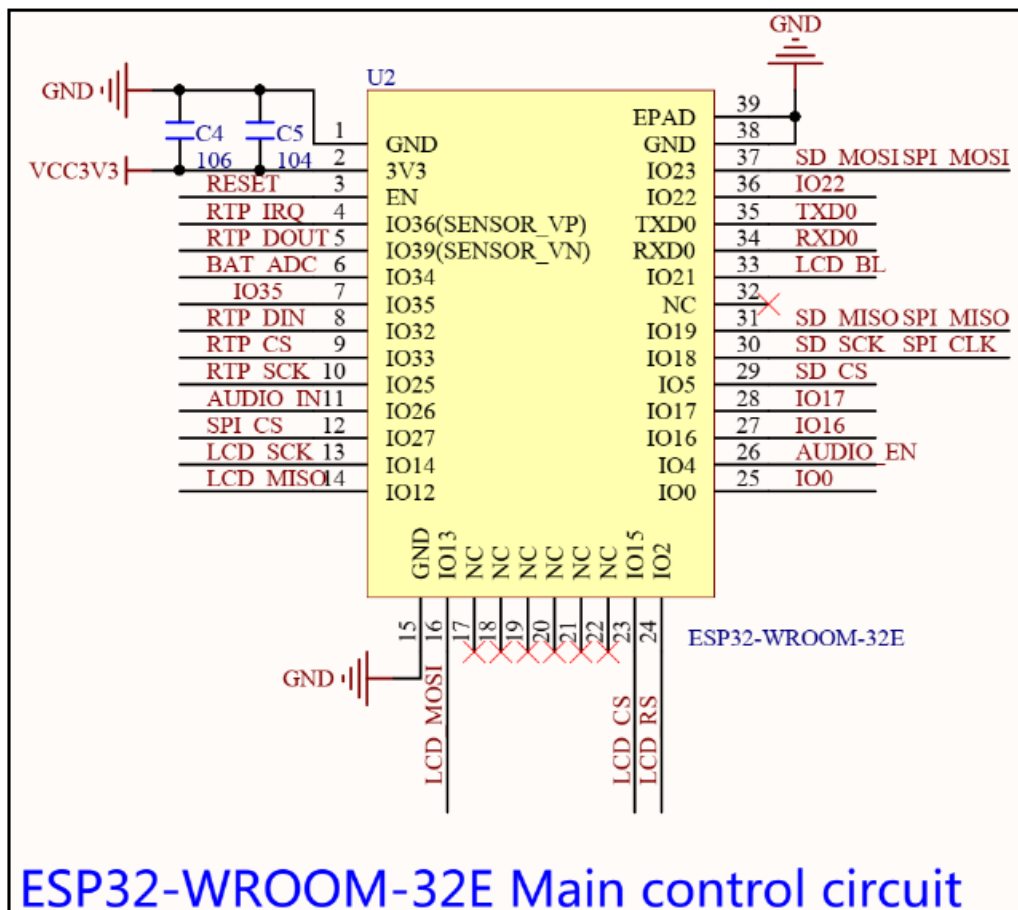 GND
U2
GND
C4
C5
106
104
VCC3V3
1 GND
2 3V3
RESET 3 EN
RTP_IRQ 4 IO36(SENSOR_VP)
RTP_DOUT 5 IO39(SENSOR_VN)
BAT_ADC 6 IO34
IO35 7 IO35
RTP_DIN 8 IO32
RTP_CS 9 IO33
RTP_SCK 10 IO25
AUDIO_IN 11 IO26
SPI_CS 12 IO27
LCD_SCK 13 IO14
LCD_MISO 14 IO12
EPAD 39
GND 38
IO23 37 SD_MOSI SPI_MOSI
IO22 36 IO22
TXD0 35 TXD0
RXD0 34 RXD0
IO21 33 LCD_BL
NC 32
IO19 31 SD_MISO SPI_MISO
IO18 30 SD_SCK SPI_CLK
IO5 29 SD_CS
IO17 28 IO17
IO16 27 IO16
IO4 26 AUDIO_EN
IO0 25 IO0
GND 15
IO13 16 LCD_MOSI
NC 17
NC 18
NC 19
NC 20
NC 21
NC 22
IO15 23 LCD_CS
IO2 24 LCD_RS
GND
ESP32-WROOM-32E
ESP32-WROOM-32E Main control circuit